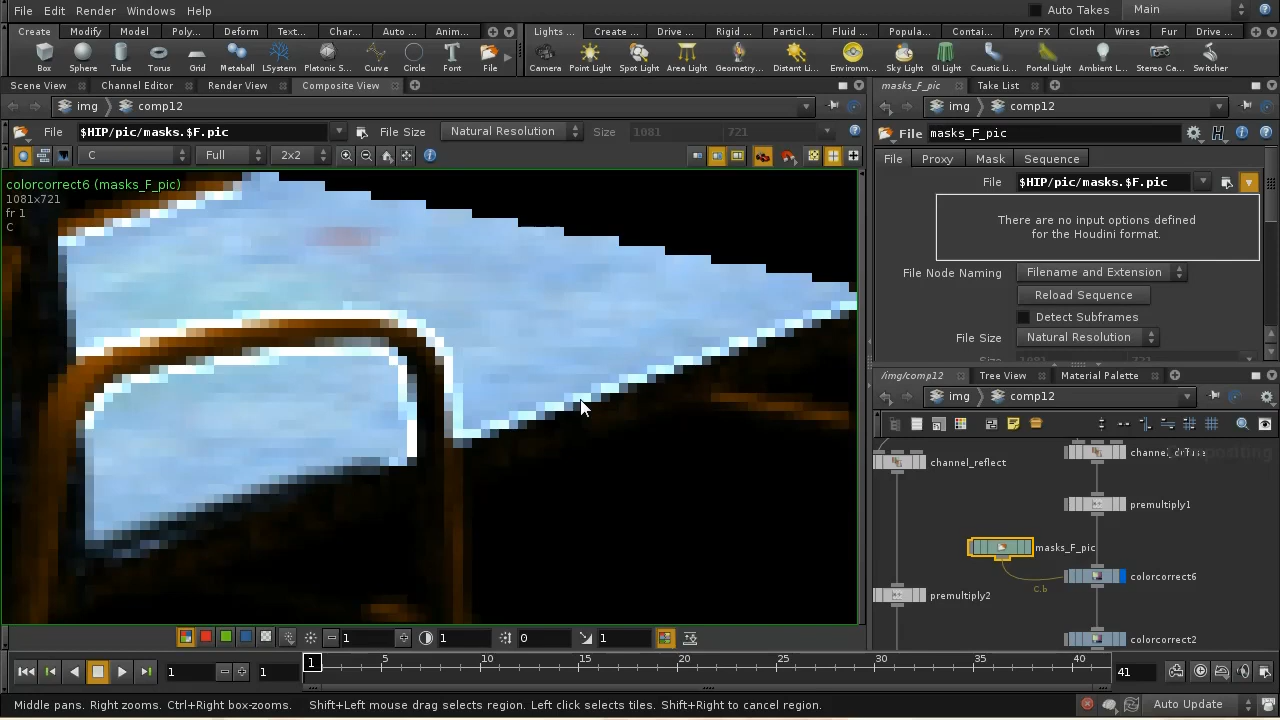 File Edit Render Windows Help Auto Takes Main
Create Modify Model Poly... Deform Text... Char... Auto ... Anim... Lights ... Create ... Drive ... Rigid ... Particl... Fluid ... Popula... Contai... Pyro FX Cloth Wires Fur Drive ...
Box Sphere Tube Torus Grid Metaball LSystem Platonic S... Curve Circle Font File Camera Point Light Spot Light Area Light Geometry... Distant Li... Environm... Sky Light GI Light Caustic Li... Portal Light Ambient L... Stereo Ca... Switcher
Scene View Channel Editor Render View Composite View masks_F_pic Take List
img comp12 img comp12
File $HIP/pic/masks.$F.pic File Size Natural Resolution Size 1081 721 File masks_F_pic
C Full 2x2 File Proxy Mask Sequence
File $HIP/pic/masks.$F.pic
colorcorrect6 (masks_F_pic)
1081x721
fr 1
C
There are no input options defined
for the Houdini format.
File Node Naming Filename and Extension
Reload Sequence
Detect Subframes
File Size Natural Resolution
/img/comp12 Tree View Material Palette
img comp12
channel_reflect
premultiply1
masks_F_pic
colorcorrect6
C.b
premultiply2
colorcorrect2
1 1 0 1
1 1 1 5 10 15 20 25 30 35 40 41
Middle pans. Right zooms. Ctrl+Right box-zooms. Shift+Left mouse drag selects region. Left click selects tiles. Shift+Right to cancel region. Auto Update